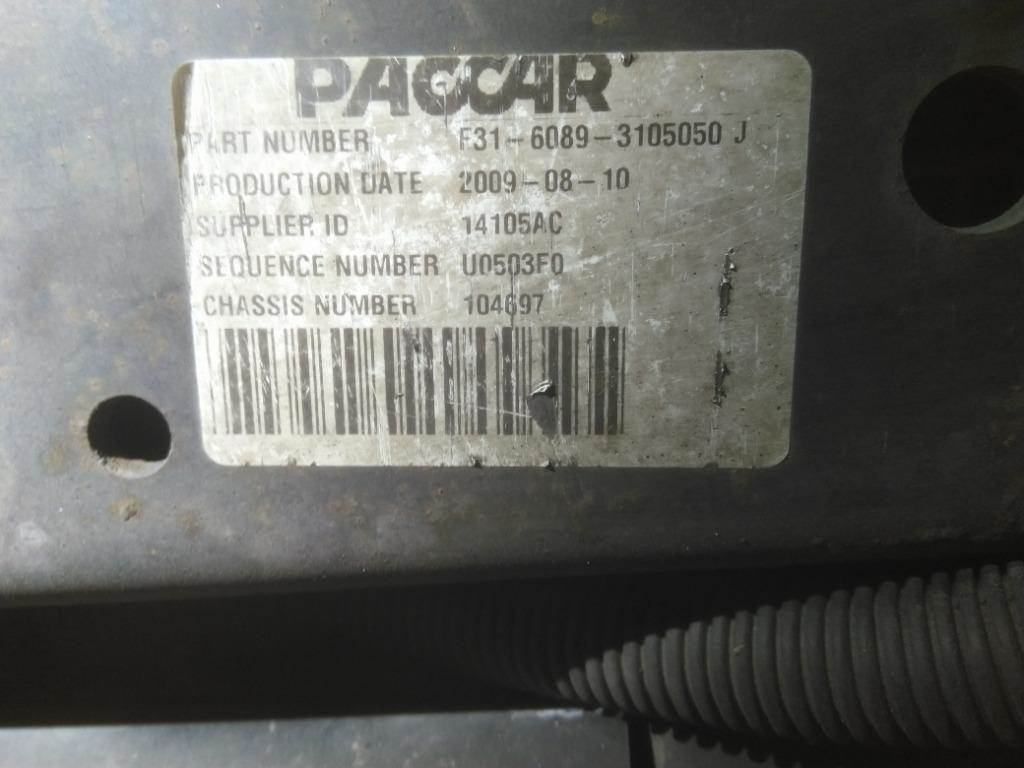 PACCAR
PART NUMBER F31-6089-3105050 J
PRODUCTION DATE 2009-08-10
SUPPLIER ID 14105AC
SEQUENCE NUMBER U0503F0
CHASSIS NUMBER 104697